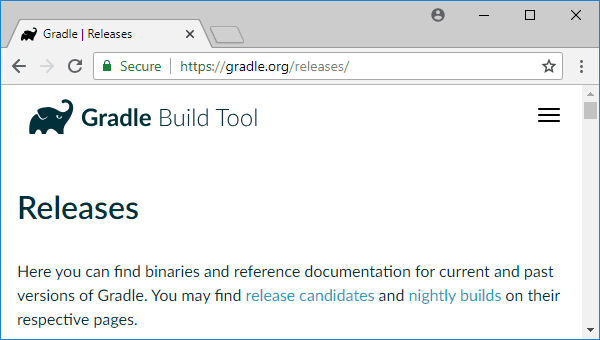 Gradle | Releases
Secure https://gradle.org/releases/
Gradle Build Tool
Releases
Here you can find binaries and reference documentation for current and past
versions of Gradle. You may find release candidates and nightly builds on their
respective pages.